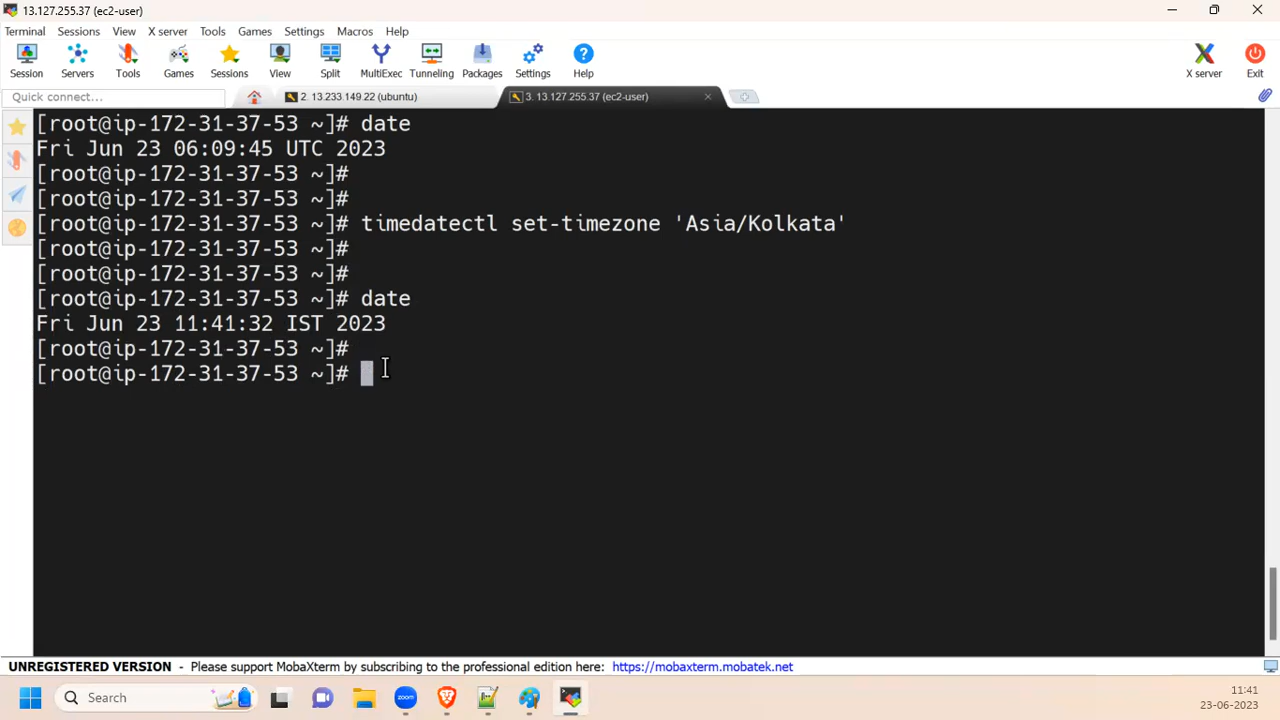 13.127.255.37 (ec2-user)
Terminal Sessions View X server Tools Games Settings Macros Help
Session Servers Tools Games Sessions View Split MultiExec Tunneling Packages Settings Help X server Exit
Quick connect... 2. 13.233.149.22 (ubuntu) 3. 13.127.255.37 (ec2-user)
[root@ip-172-31-37-53 ~]# date
Fri Jun 23 06:09:45 UTC 2023
[root@ip-172-31-37-53 ~]#
[root@ip-172-31-37-53 ~]#
[root@ip-172-31-37-53 ~]# timedatectl set-timezone 'Asia/Kolkata'
[root@ip-172-31-37-53 ~]#
[root@ip-172-31-37-53 ~]#
[root@ip-172-31-37-53 ~]# date
Fri Jun 23 11:41:32 IST 2023
[root@ip-172-31-37-53 ~]#
[root@ip-172-31-37-53 ~]#
UNREGISTERED VERSION - Please support MobaXterm by subscribing to the professional edition here: https://mobaxterm.mobatek.net
Search zoom 11:41
23-06-2023